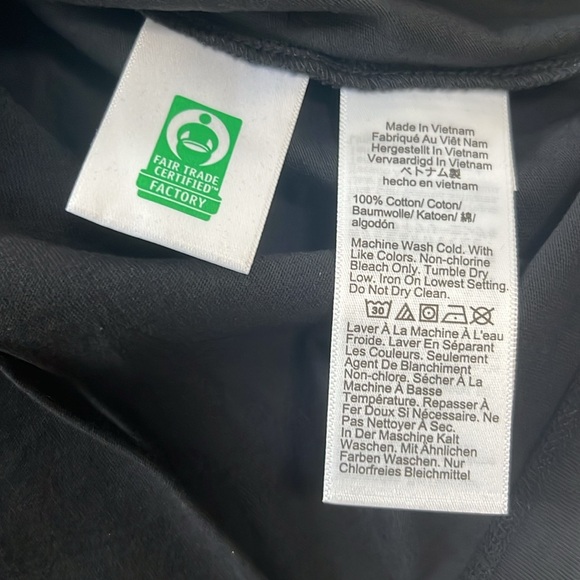 FAIR TRADE
CERTIFIED™
FACTORY
Made In Vietnam
Fabriqué Au Viêt Nam
Hergestellt In Vietnam
Vervaardigd In Vietnam
ベトナム製
hecho en vietnam
100% Cotton/ Coton/
Baumwolle/ Katoen/ 綿/
algodón
Machine Wash Cold. With
Like Colors. Non-chlorine
Bleach Only. Tumble Dry
Low. Iron On Lowest Setting.
Do Not Dry Clean.
30
Laver À La Machine À L'eau
Froide. Laver En Séparant
Les Couleurs. Seulement
Agent De Blanchiment
Non-chlore. Sécher À La
Machine À Basse
Température. Repasser À
Fer Doux Si Nécessaire. Ne
Pas Nettoyer À Sec.
In Der Maschine Kalt
Waschen. Mit Ähnlichen
Farben Waschen. Nur
Chlorfreies Bleichmittel